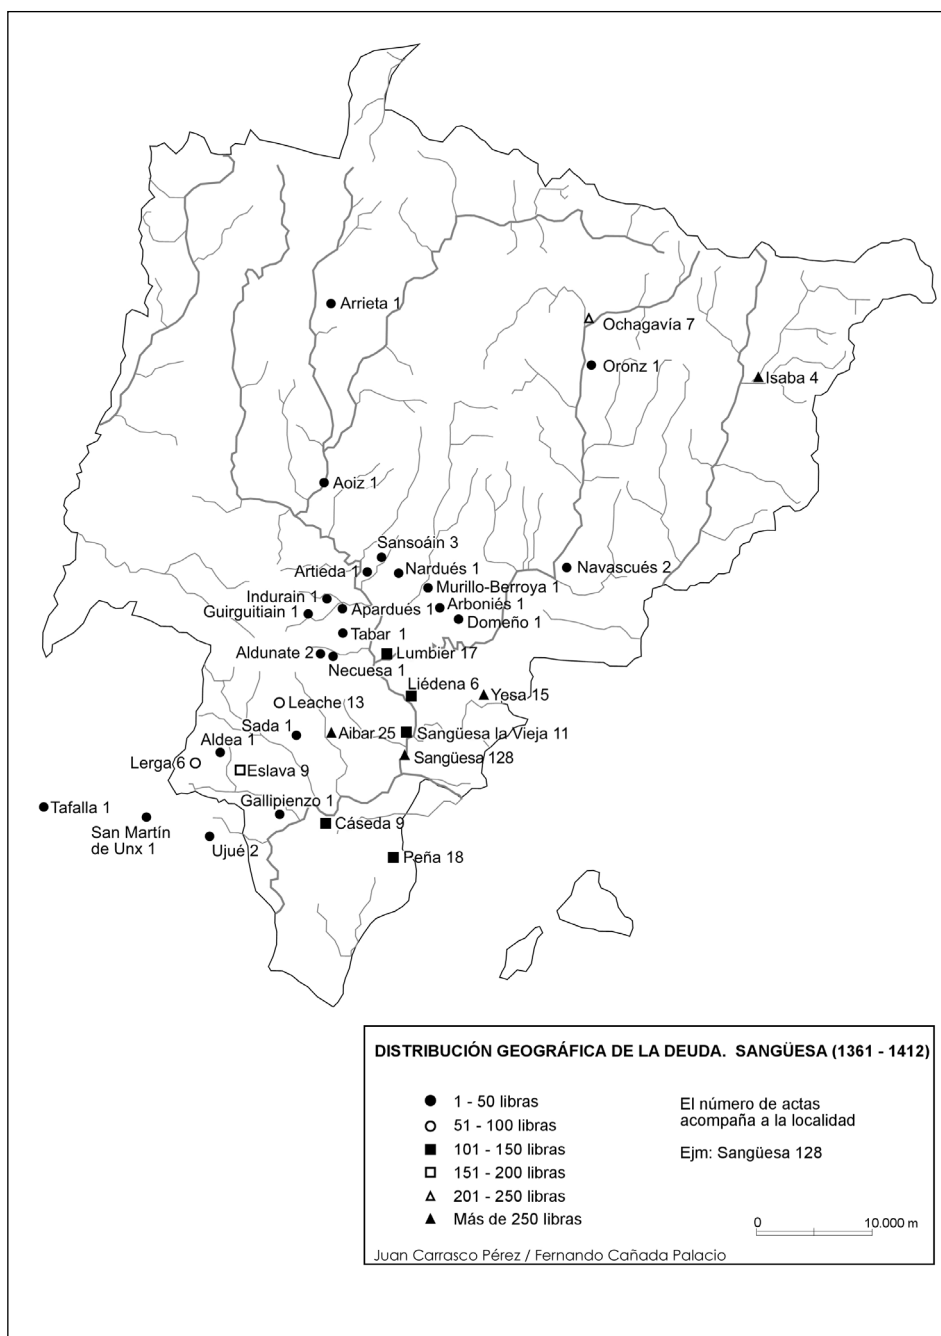 Arrieta 1
Ochagavía 7
Oronz 1
Isaba 4
Aoiz 1
Sansoáin 3
Artieda 1
Nardués 1
Navascués 2
Murillo-Berroya 1
Indurain 1
Guirguitiain 1
Apardués 1
Arboniés 1
Domeño 1
Tabar 1
Aldunate 2
Lumbier 17
Necuesa 1
Liédena 6
Yesa 15
Leache 13
Sada 1
Aibar 25
Sangüesa la Vieja 11
Aldea 1
Lerga 6
Eslava 9
Sangüesa 128
Tafalla 1
Gallipienzo 1
San Martín
de Unx 1
Ujué 2
Cáseda 9
Peña 18
DISTRIBUCIÓN GEOGRÁFICA DE LA DEUDA. SANGÜESA (1361 - 1412)
1 - 50 libras
51 - 100 libras
101 - 150 libras
151 - 200 libras
201 - 250 libras
Más de 250 libras
El número de actas
acompaña a la localidad
Ejm: Sangüesa 128
0 10.000 m
Juan Carrasco Pérez / Fernando Cañada Palacio